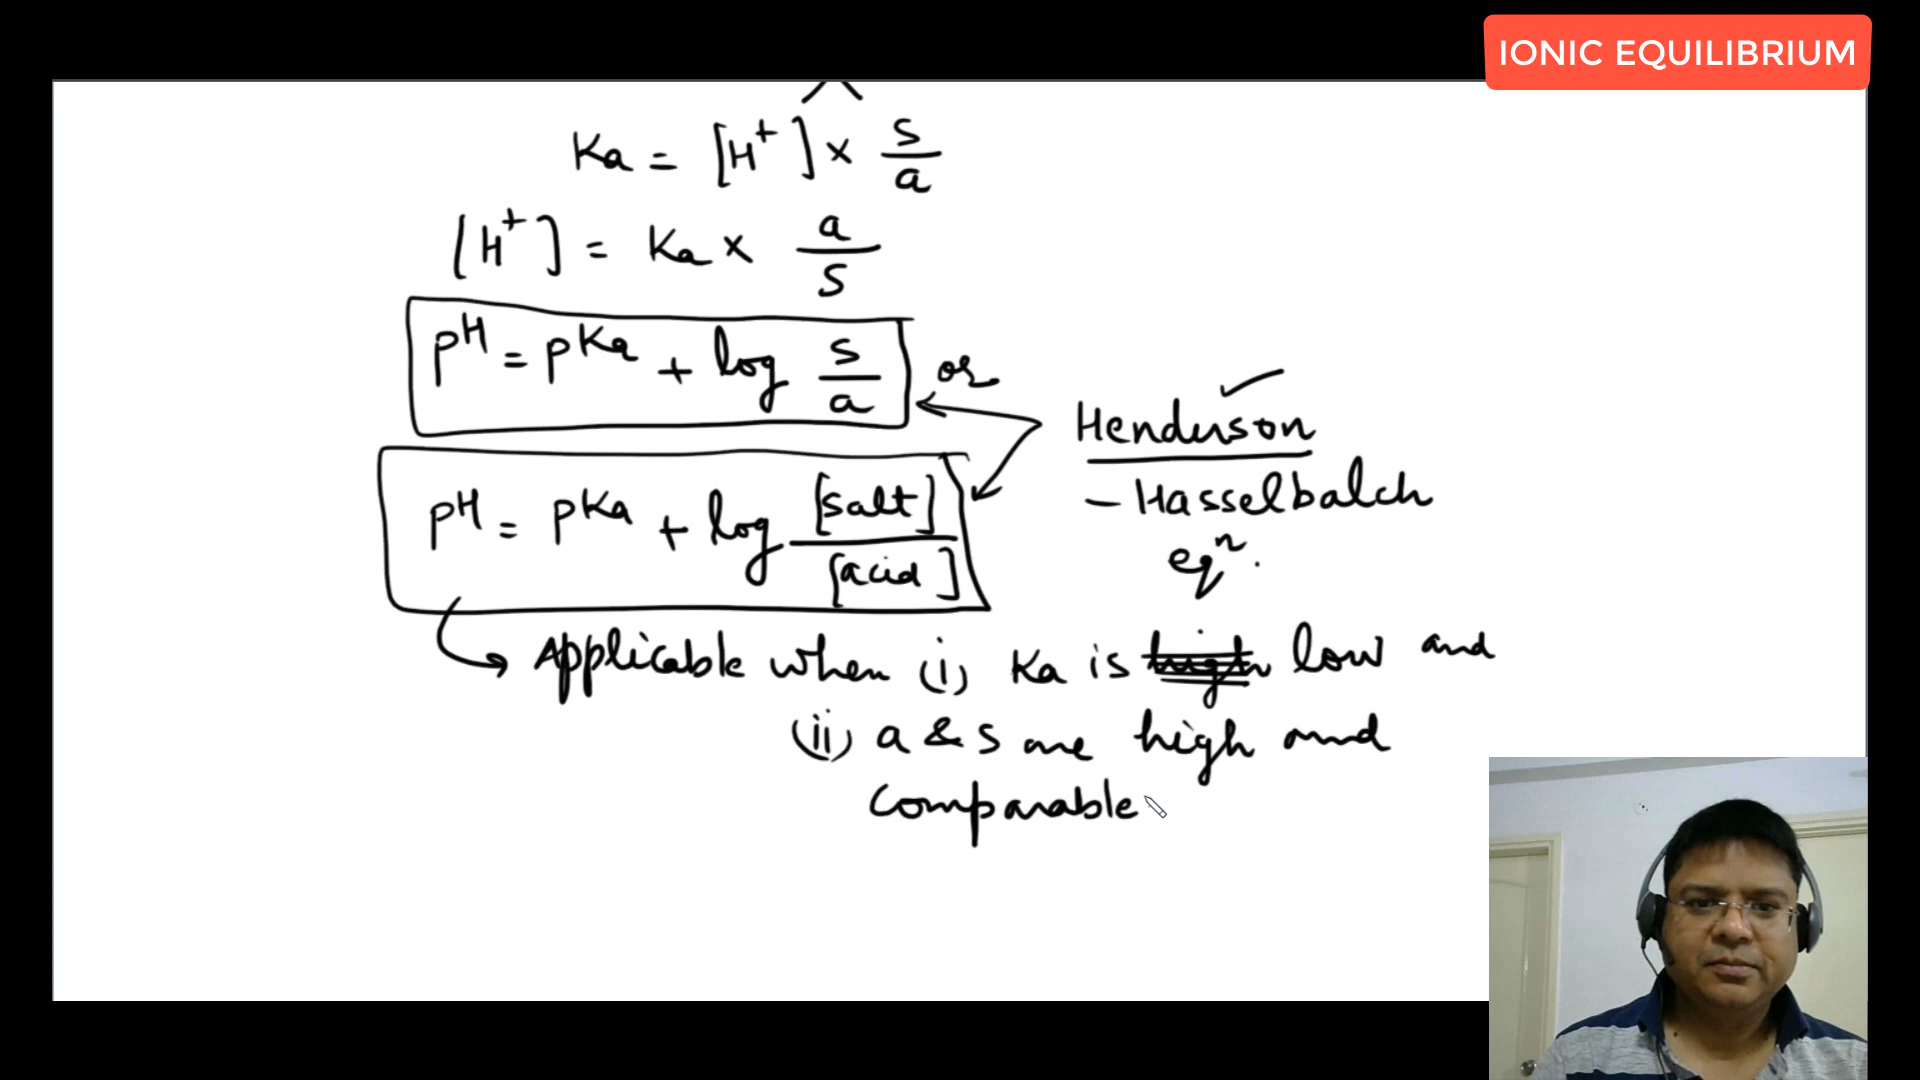 IONIC EQUILIBRIUM
Ka = [H+] x s/a
[H+] = Ka x a/s
pH = pKa + log s/a or
Henderson
- Hasselbalch
eqn.
pH = pKa + log [salt]/[acid]
Applicable when (i) Ka is high low and
(ii) a & s are high and
comparable